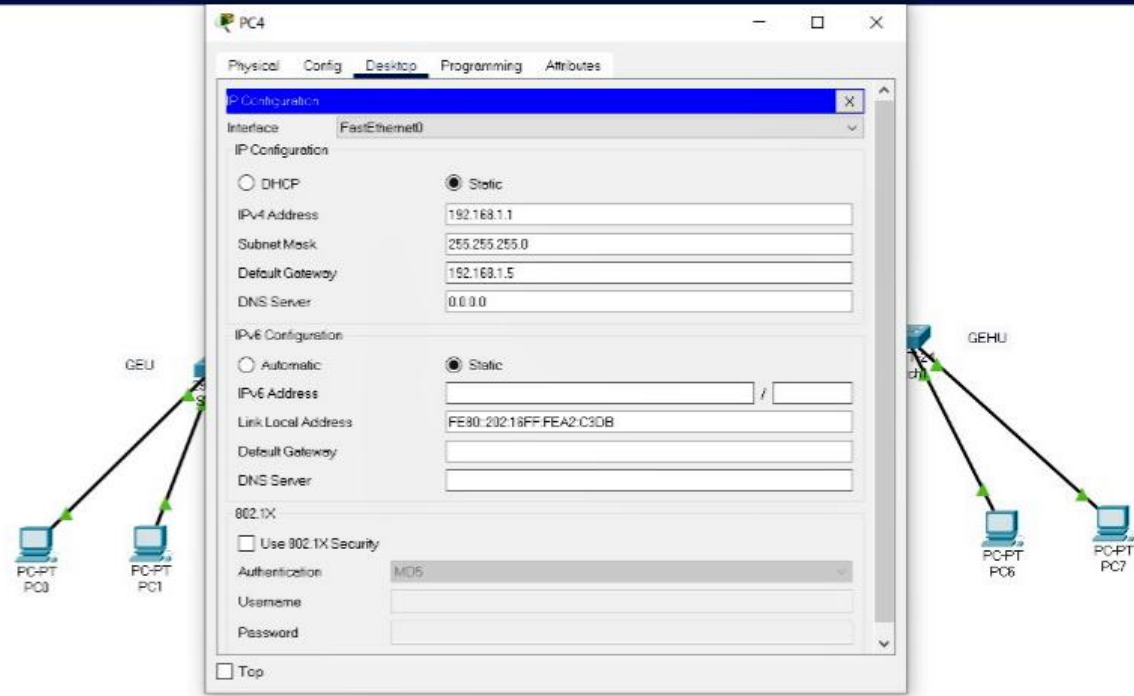 PC4
Physical Config Desktop Programming Attributes
IP Configuration X
Interface FastEthernet0
IP Configuration
DHCP Static
IPv4 Address 192.168.1.1
Subnet Mask 255.255.255.0
Default Gateway 192.168.1.5
DNS Server 0.0.0.0
IPv6 Configuration
Automatic Static
IPv6 Address /
Link Local Address FE80::202:16FF:FEA2:C3DB
Default Gateway
DNS Server
802.1X
Use 802.1X Security
Authentication MD5
Username
Password
Top
GEU
PC-PT
PC0
PC-PT
PC1
GEHU
PC-PT
PC6
PC-PT
PC7